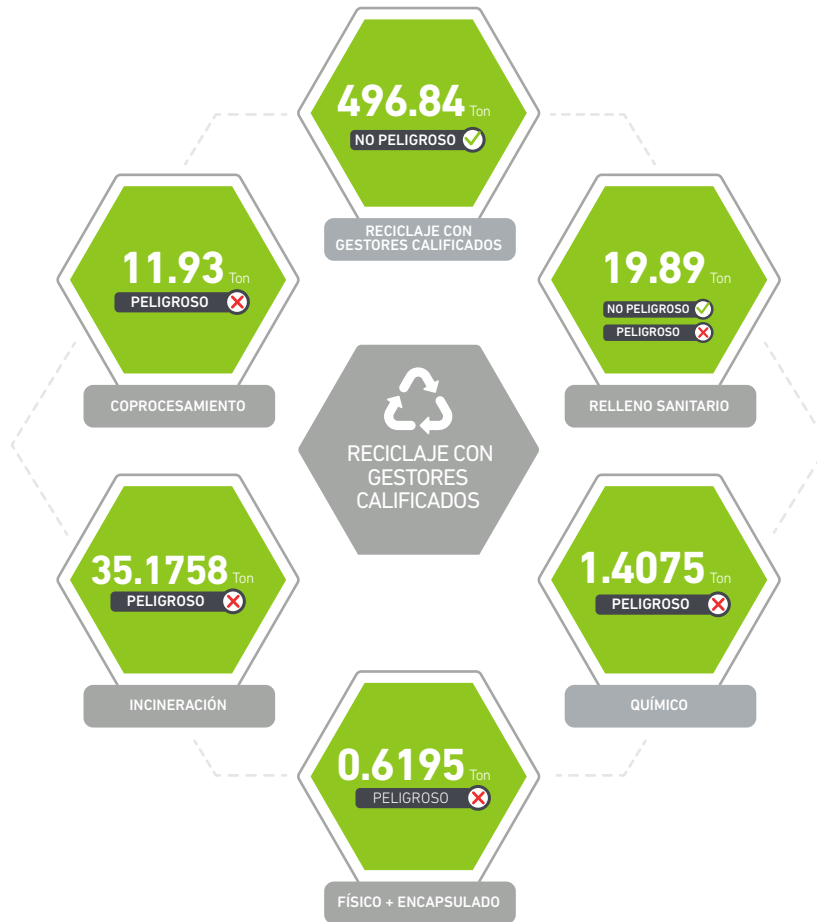 496.84 Ton
NO PELIGROSO
RECICLAJE CON
GESTORES CALIFICADOS
11.93 Ton
PELIGROSO
COPROCESAMIENTO
19.89 Ton
NO PELIGROSO
PELIGROSO
RELLENO SANITARIO
RECICLAJE CON
GESTORES
CALIFICADOS
35.1758 Ton
PELIGROSO
INCINERACIÓN
1.4075 Ton
PELIGROSO
QUÍMICO
0.6195 Ton
PELIGROSO
FÍSICO + ENCAPSULADO